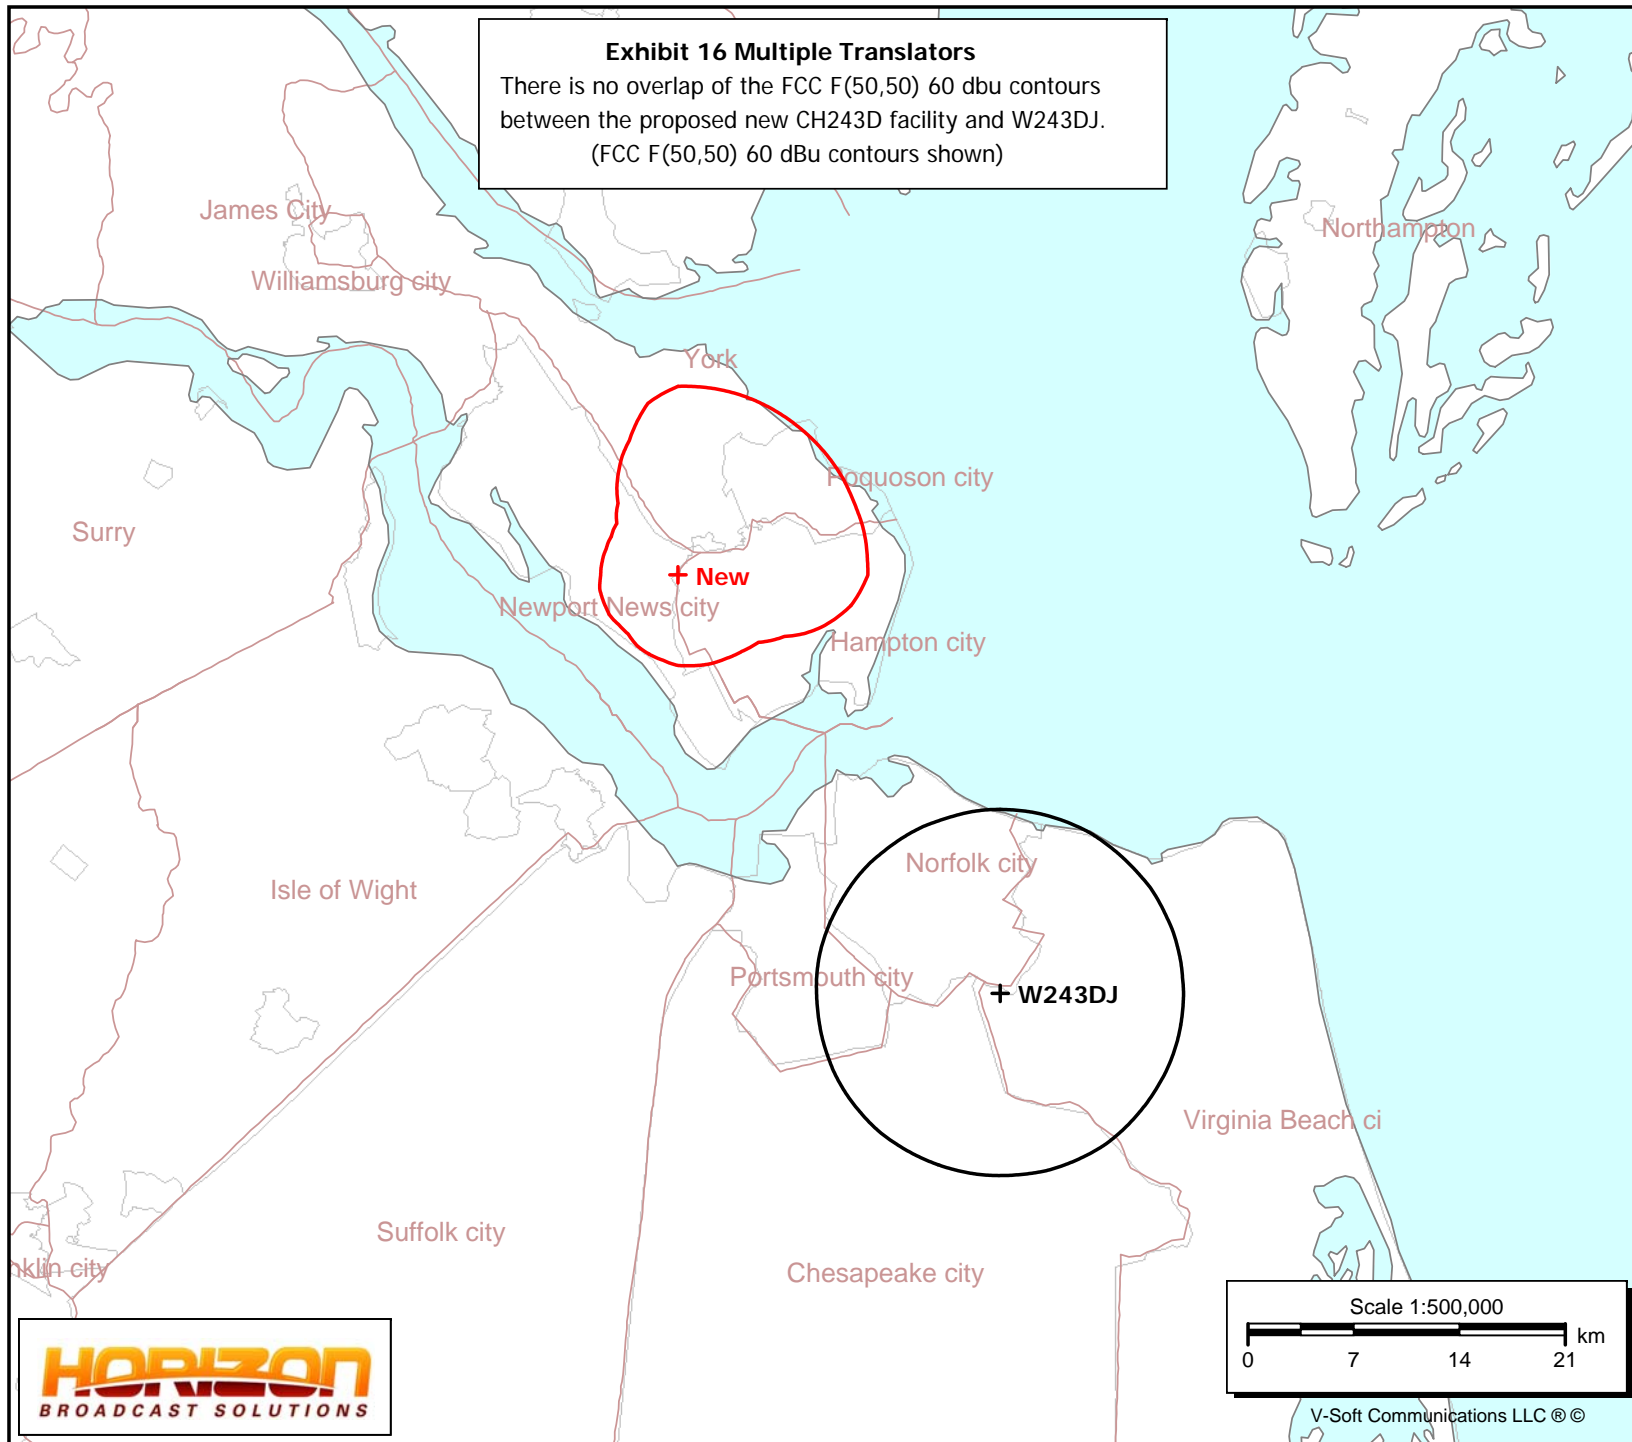 Exhibit 16 Multiple Translators
There is no overlap of the FCC F(50,50) 60 dbu contours
between the proposed new CH243D facility and W243DJ.
(FCC F(50,50) 60 dBu contours shown)
James City
Northampton
Williamsburg city
York
Poquoson city
Surry
New
Newport News city
Hampton city
Norfolk city
Isle of Wight
Portsmouth city
W243DJ
Virginia Beach ci
Suffolk city
nklin city
Chesapeake city
Scale 1:500,000
km
0 7 14 21
HORIZON
BROADCAST SOLUTIONS
V-Soft Communications LLC ® ©